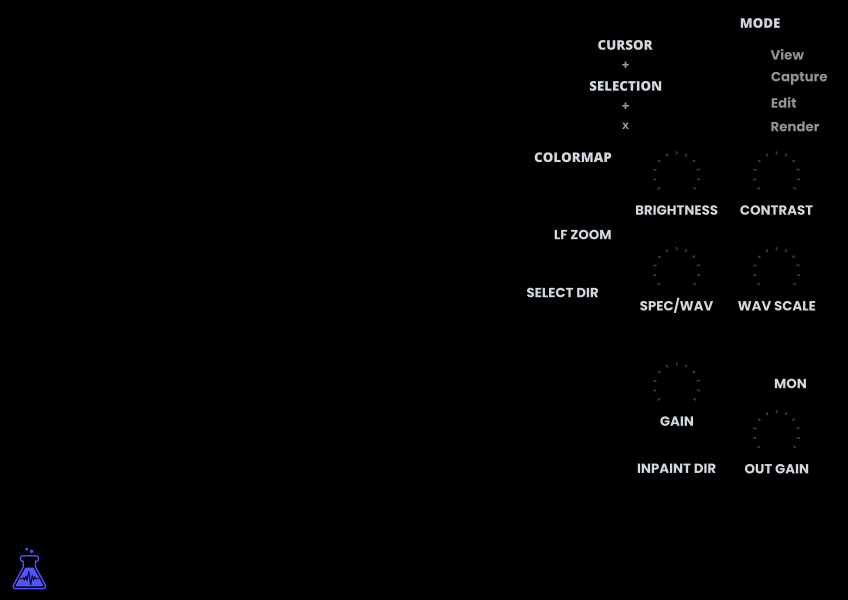 MODE
CURSOR
+
SELECTION
+
x
View
Capture
Edit
Render
COLORMAP
BRIGHTNESS
CONTRAST
LF ZOOM
SELECT DIR
SPEC/WAV
WAV SCALE
MON
GAIN
INPAINT DIR
OUT GAIN